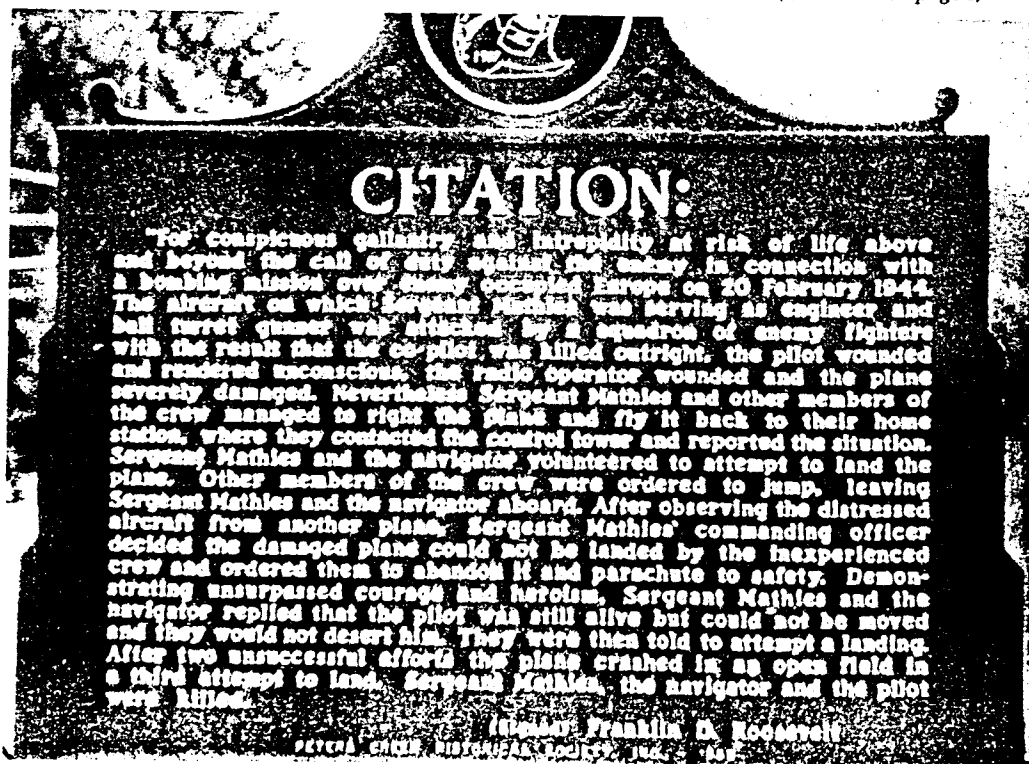 CITATION:
"For conspicuous gallantry and intrepidity at risk of life above
and beyond the call of duty against the enemy in connection with
a bombing mission over enemy occupied Europe on 20 February 1944.
The aircraft on which Sergeant Mathies was serving as engineer and
ball turret gunner was attacked by a squadron of enemy fighters
with the result that the co-pilot was killed outright, the pilot wounded
and rendered unconscious, the radio operator wounded and the plane
severely damaged. Nevertheless Sergeant Mathies and other members of
the crew managed to right the plane and fly it back to their home
station, where they contacted the control tower and reported the situation.
Sergeant Mathies and the navigator volunteered to attempt to land the
plane. Other members of the crew were ordered to jump, leaving
Sergeant Mathies and the navigator aboard. After observing the distressed
aircraft from another plane, Sergeant Mathies' commanding officer
decided the damaged plane could not be landed by the inexperienced
crew and ordered them to abandon it and parachute to safety. Demon-
strating unsurpassed courage and heroism, Sergeant Mathies and the
navigator replied that the pilot was still alive but could not be moved
and they would not desert him. They were then told to attempt a landing.
After two unsuccessful efforts the plane crashed in an open field in
a third attempt to land. Sergeant Mathies, the navigator and the pilot
were killed.
(Signed) Franklin D. Roosevelt
PETERS CREEK HISTORICAL SOCIETY, INC.